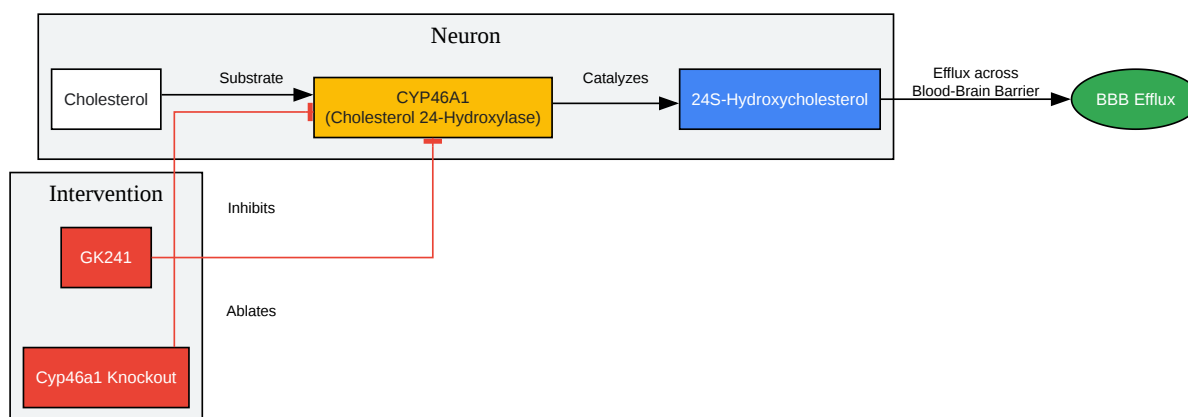 Neuron
Cholesterol
Substrate
CYP46A1
(Cholesterol 24-Hydroxylase)
Catalyzes
24S-Hydroxycholesterol
Efflux across
Blood-Brain Barrier
BBB Efflux
Intervention
GK241
Inhibits
Ablates
Cyp46a1 Knockout